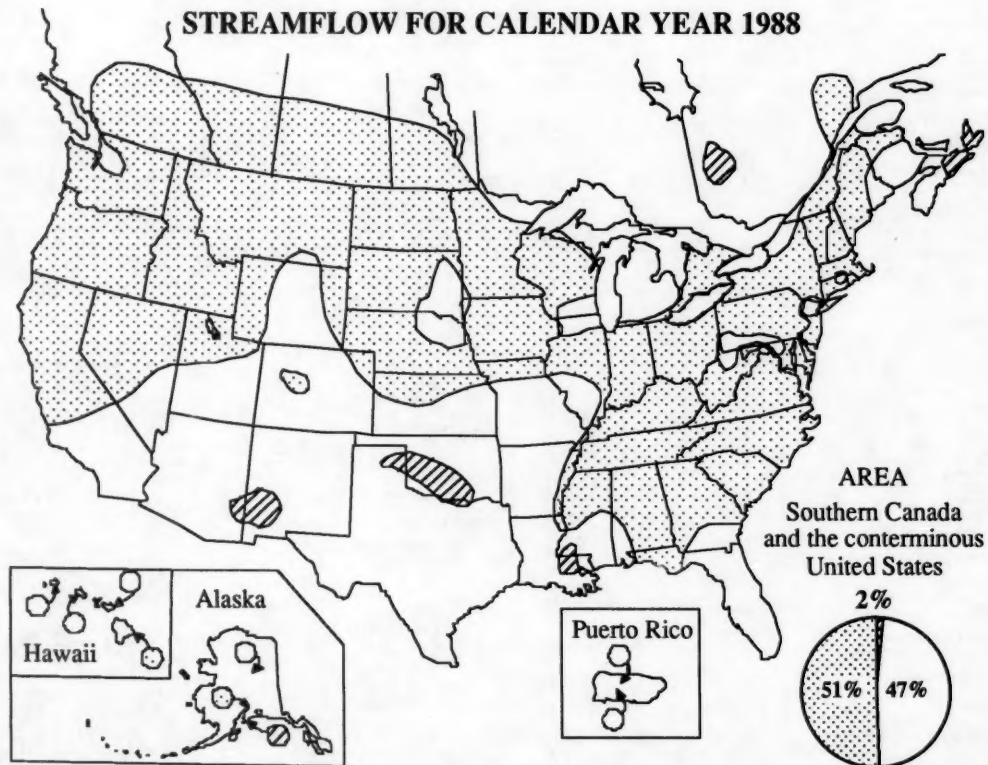 STREAMFLOW FOR CALENDAR YEAR 1988
AREA
Southern Canada
and the conterminous
United States
2%
51%
47%
Alaska
Hawaii
Puerto Rico